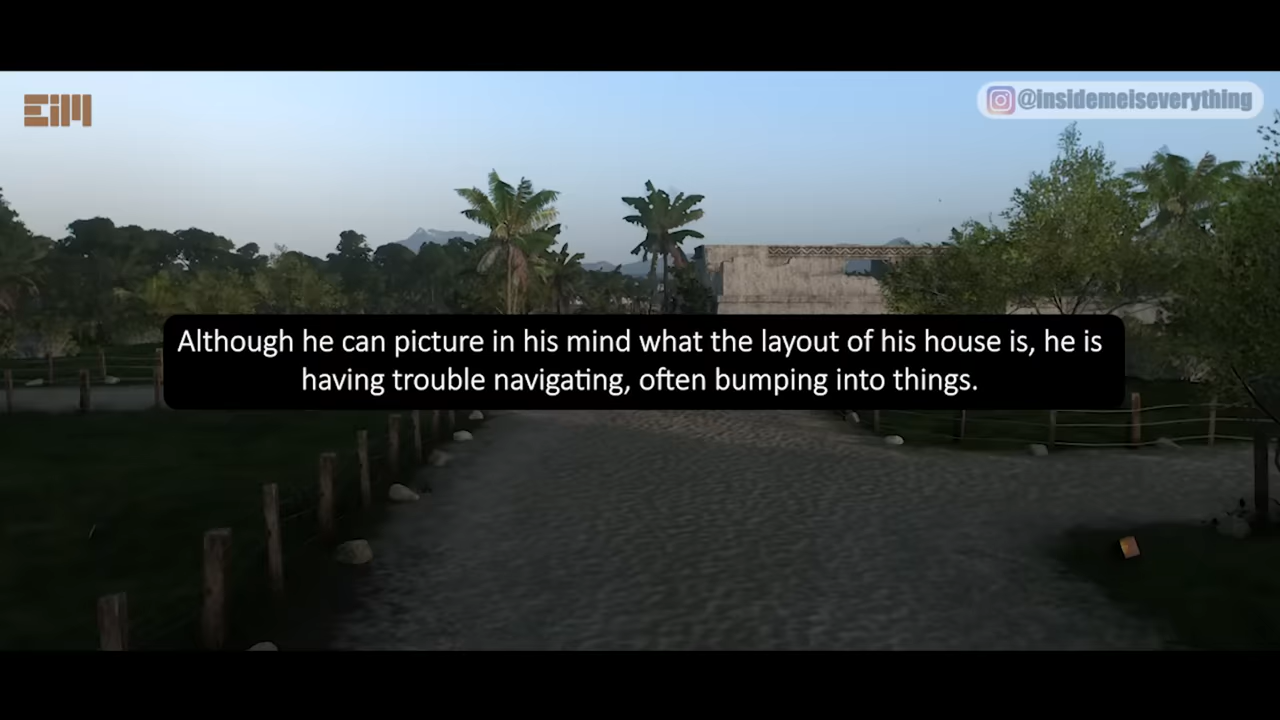 EiM
@insidemeiseverything
Although he can picture in his mind what the layout of his house is, he is
having trouble navigating, often bumping into things.